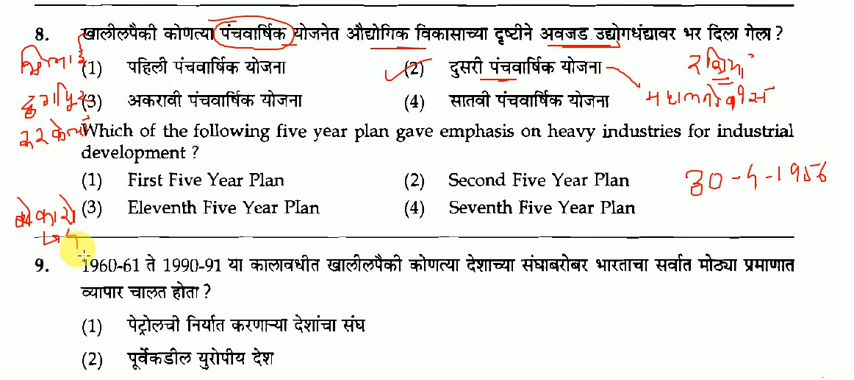 8. खालीलपैकी कोणत्या पंचवार्षिक योजनेत औद्योगिक विकासाच्या दृष्टीने अवजड उद्योगधंद्यावर भर दिला गेला ?
भिलाई
(1) पहिली पंचवार्षिक योजना (2) दुसरी पंचवार्षिक योजना रशिया
दुर्गापूर (3) अकरावी पंचवार्षिक योजना (4) सातवी पंचवार्षिक योजना
Which of the following five year plan gave emphasis on heavy industries for industrial
development ?
(1) First Five Year Plan (2) Second Five Year Plan 30-4-1956
बोकारो (3) Eleventh Five Year Plan (4) Seventh Five Year Plan
9. 1960-61 ते 1990-91 या कालावधीत खालीलपैकी कोणत्या देशाच्या संघाबरोबर भारताचा सर्वात मोठ्या प्रमाणात
व्यापार चालत होता ?
(1) पेट्रोलची निर्यात करणाऱ्या देशांचा संघ
(2) पूर्वेकडील युरोपीय देश